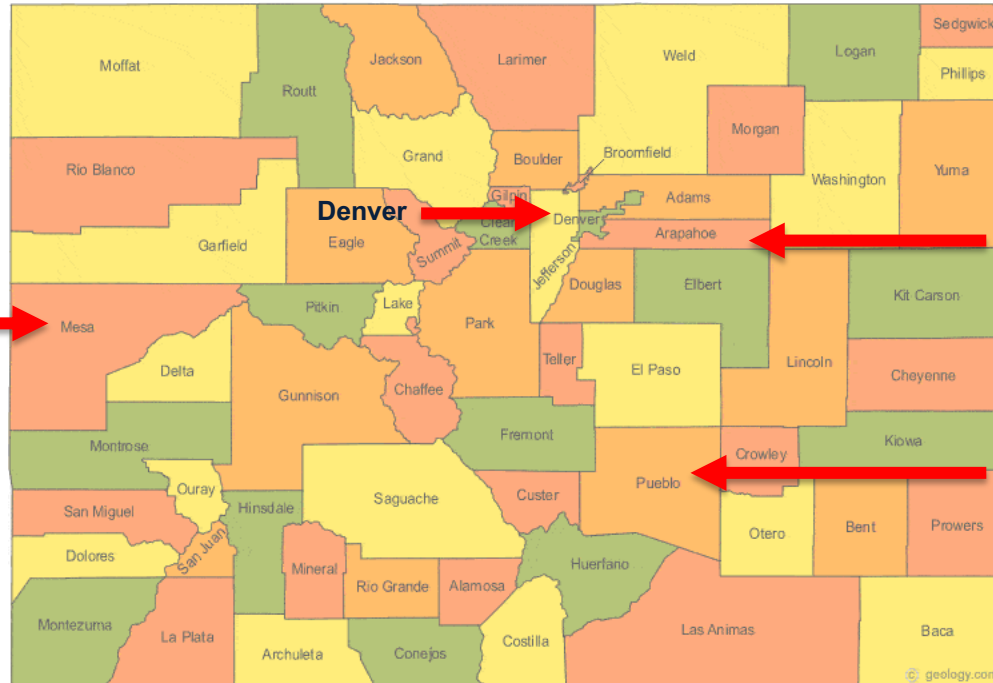 Moffat
Routt
Jackson
Larimer
Weld
Logan
Sedgwick
Phillips
Rio Blanco
Grand
Boulder
Broomfield
Morgan
Washington
Yuma
Garfield
Eagle
Denver
Summit
Gilpin
Clear
Creek
Jefferson
Denver
Adams
Arapahoe
Mesa
Pitkin
Lake
Park
Douglas
Elbert
Kit Carson
Delta
Gunnison
Chaffee
Teller
El Paso
Lincoln
Cheyenne
Montrose
Fremont
Pueblo
Crowley
Kiowa
Ouray
Hinsdale
Saguache
Custer
San Miguel
San Juan
Otero
Bent
Prowers
Dolores
Mineral
Rio Grande
Alamosa
Huerfano
Montezuma
La Plata
Archuleta
Conejos
Costilla
Las Animas
Baca
© geology.com